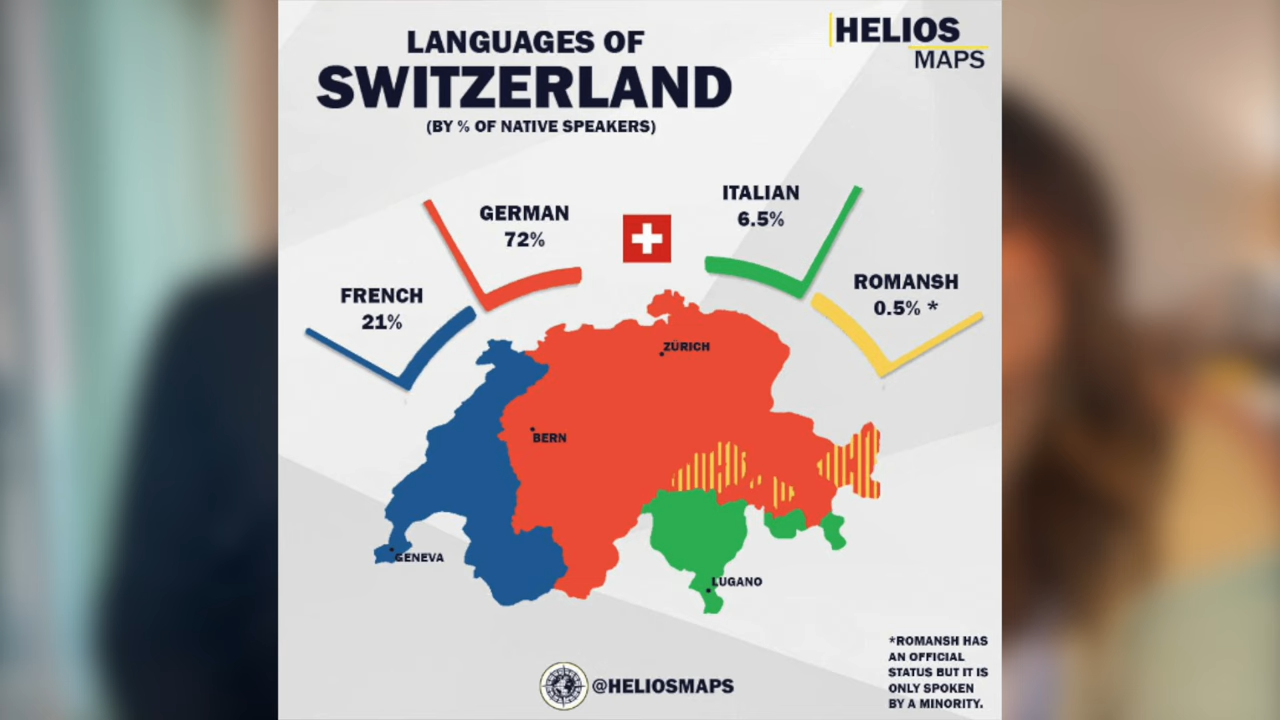 LANGUAGES OF
SWITZERLAND
(BY % OF NATIVE SPEAKERS)
HELIOS
MAPS
GERMAN
72%
ITALIAN
6.5%
FRENCH
21%
ROMANSH
0.5% *
ZÜRICH
BERN
GENEVA
LUGANO
*ROMANSH HAS
AN OFFICIAL
STATUS BUT IT IS
ONLY SPOKEN
BY A MINORITY.
@HELIOSMAPS